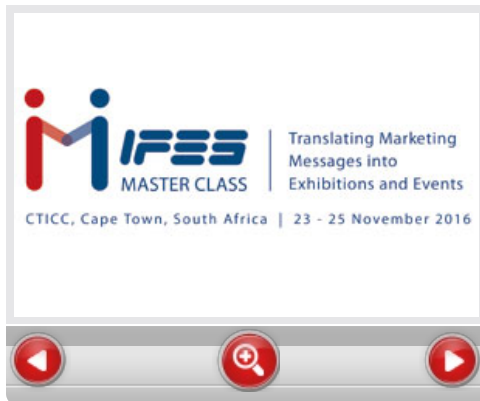 IFES
MASTER CLASS
Translating Marketing
Messages into
Exhibitions and Events
CTICC, Cape Town, South Africa | 23 - 25 November 2016